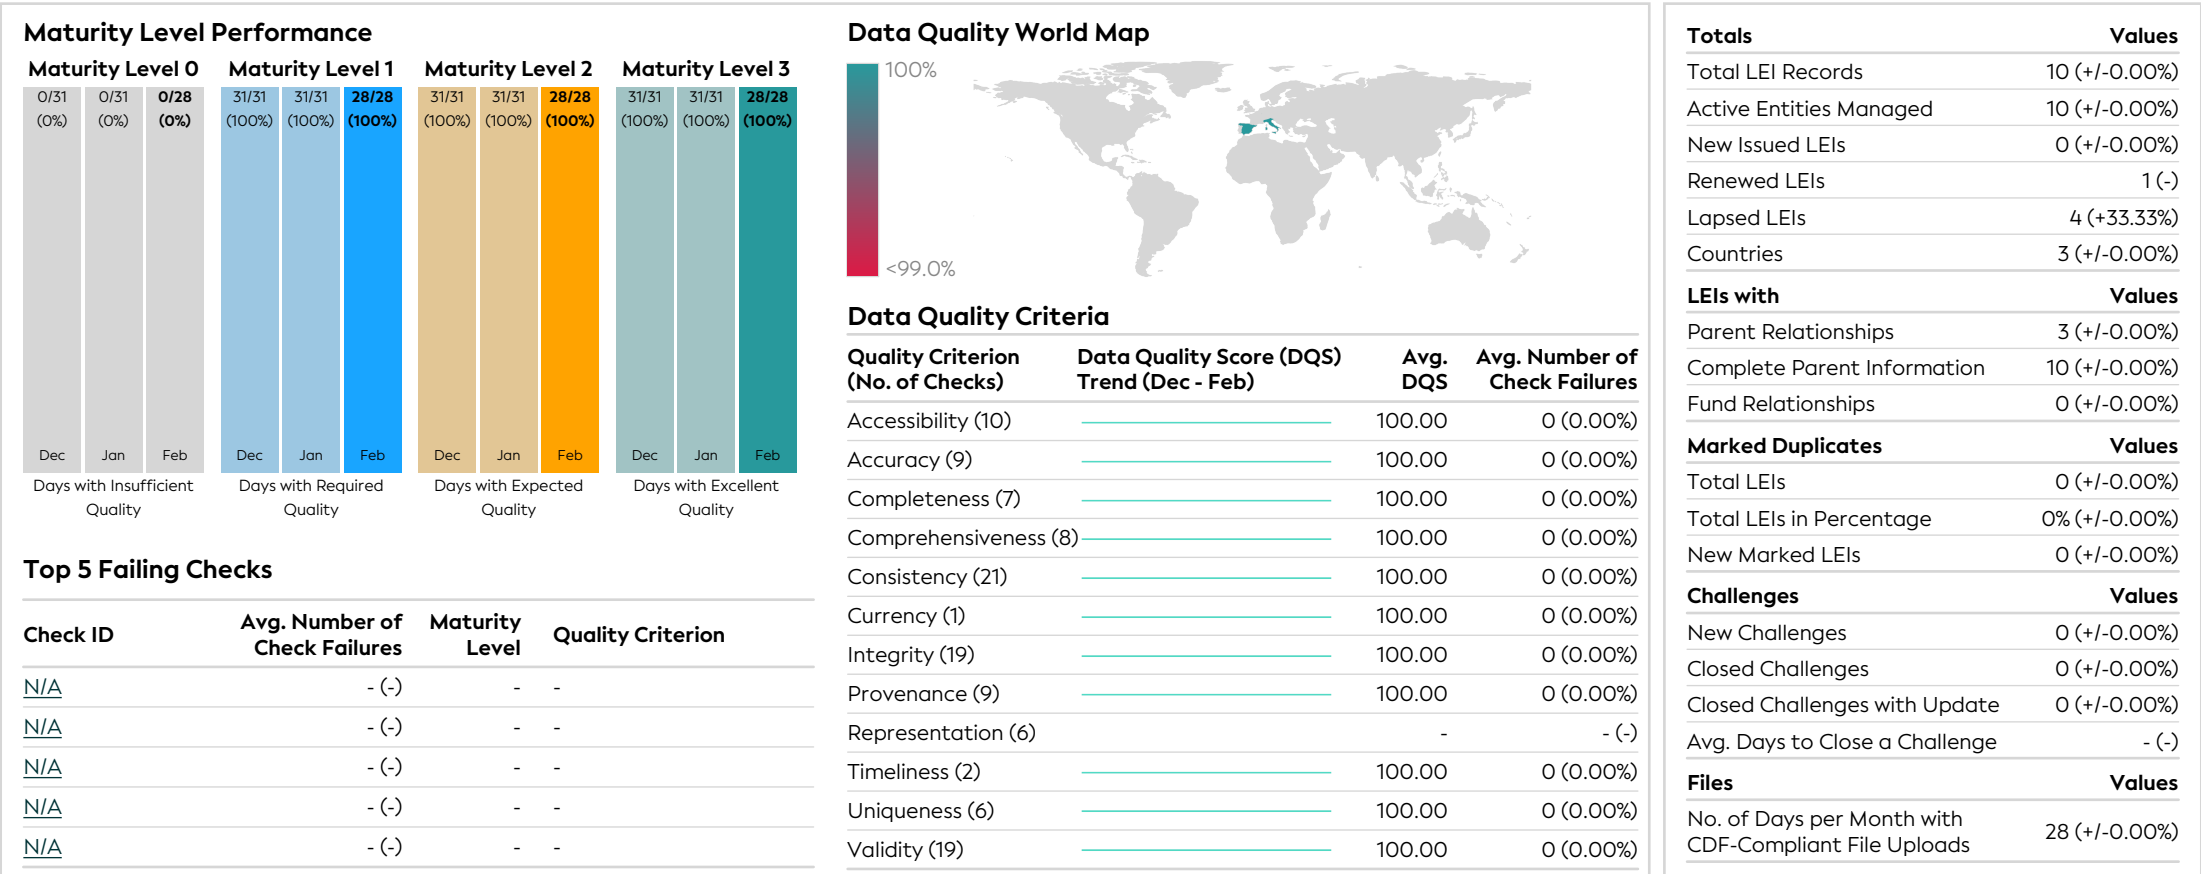 Maturity Level Performance
Maturity Level 0 Maturity Level 1 Maturity Level 2 Maturity Level 3
0/31 0/31 0/28 31/31 31/31 28/28 31/31 31/31 28/28 31/31 31/31 28/28
(0%) (0%) (0%) (100%) (100%) (100%) (100%) (100%) (100%) (100%) (100%) (100%)
Dec Jan Feb Dec Jan Feb Dec Jan Feb Dec Jan Feb
Days with Insufficient Quality
Days with Required Quality
Days with Expected Quality
Days with Excellent Quality
Top 5 Failing Checks
Check ID Avg. Number of Check Failures Maturity Level Quality Criterion
N/A - (-) - -
N/A - (-) - -
N/A - (-) - -
N/A - (-) - -
N/A - (-) - -
Data Quality World Map
100%
<99.0%
Data Quality Criteria
Quality Criterion (No. of Checks) Data Quality Score (DQS) Trend (Dec - Feb) Avg. DQS Avg. Number of Check Failures
Accessibility (10) 100.00 0 (0.00%)
Accuracy (9) 100.00 0 (0.00%)
Completeness (7) 100.00 0 (0.00%)
Comprehensiveness (8) 100.00 0 (0.00%)
Consistency (21) 100.00 0 (0.00%)
Currency (1) 100.00 0 (0.00%)
Integrity (19) 100.00 0 (0.00%)
Provenance (9) 100.00 0 (0.00%)
Representation (6) - - (-)
Timeliness (2) 100.00 0 (0.00%)
Uniqueness (6) 100.00 0 (0.00%)
Validity (19) 100.00 0 (0.00%)
Totals Values
Total LEI Records 10 (+/-0.00%)
Active Entities Managed 10 (+/-0.00%)
New Issued LEIs 0 (+/-0.00%)
Renewed LEIs 1 (-)
Lapsed LEIs 4 (+33.33%)
Countries 3 (+/-0.00%)
LEIs with Values
Parent Relationships 3 (+/-0.00%)
Complete Parent Information 10 (+/-0.00%)
Fund Relationships 0 (+/-0.00%)
Marked Duplicates Values
Total LEIs 0 (+/-0.00%)
Total LEIs in Percentage 0% (+/-0.00%)
New Marked LEIs 0 (+/-0.00%)
Challenges Values
New Challenges 0 (+/-0.00%)
Closed Challenges 0 (+/-0.00%)
Closed Challenges with Update 0 (+/-0.00%)
Avg. Days to Close a Challenge - (-)
Files Values
No. of Days per Month with
CDF-Compliant File Uploads 28 (+/-0.00%)